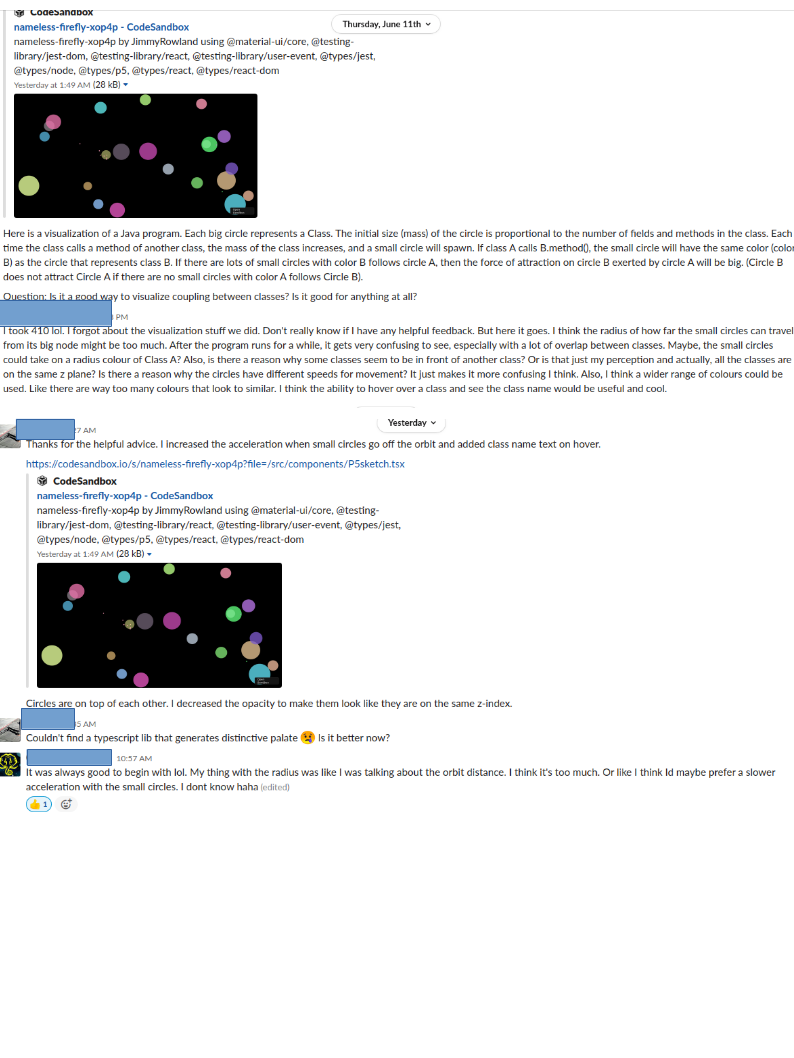 CodeSandbox
Thursday, June 11th
nameless-firefly-xop4p - CodeSandbox
nameless-firefly-xop4p by JimmyRowland using @material-ui/core, @testing-
library/jest-dom, @testing-library/react, @testing-library/user-event, @types/jest,
@types/node, @types/p5, @types/react, @types/react-dom
Yesterday at 1:49 AM (28 kB)
Here is a visualization of a Java program. Each big circle represents a Class. The initial size (mass) of the circle is proportional to the number of fields and methods in the class. Each
time the class calls a method of another class, the mass of the class increases, and a small circle will spawn. If class A calls B.method(), the small circle will have the same color (color
B) as the circle that represents class B. If there are lots of small circles with color B follows circle A, then the force of attraction on circle B exerted by circle A will be big. (Circle B
does not attract Circle A if there are no small circles with color A follows Circle B).
Question: Is it a good way to visualize coupling between classes? Is it good for anything at all?
PM
I took 410 lol. I forgot about the visualization stuff we did. Don't really know if I have any helpful feedback. But here it goes. I think the radius of how far the small circles can travel
from its big node might be too much. After the program runs for a while, it gets very confusing to see, especially with a lot of overlap between classes. Maybe, the small circles
could take on a radius colour of Class A? Also, is there a reason why some classes seem to be in front of another class? Or is that just my perception and actually, all the classes are
on the same z plane? Is there a reason why the circles have different speeds for movement? It just makes it more confusing I think. Also, I think a wider range of colours could be
used. Like there are way too many colours that look to similar. I think the ability to hover over a class and see the class name would be useful and cool.
Yesterday
7 AM
Thanks for the helpful advice. I increased the acceleration when small circles go off the orbit and added class name text on hover.
https://codesandbox.io/s/nameless-firefly-xop4p?file=/src/components/P5sketch.tsx
CodeSandbox
nameless-firefly-xop4p - CodeSandbox
nameless-firefly-xop4p by JimmyRowland using @material-ui/core, @testing-
library/jest-dom, @testing-library/react, @testing-library/user-event, @types/jest,
@types/node, @types/p5, @types/react, @types/react-dom
Yesterday at 1:49 AM (28 kB)
Circles are on top of each other. I decreased the opacity to make them look like they are on the same z-index.
5 AM
Couldn't find a typescript lib that generates distinctive palate 😢 Is it better now?
10:57 AM
It was always good to begin with lol. My thing with the radius was like I was talking about the orbit distance. I think it's too much. Or like I think Id maybe prefer a slower
acceleration with the small circles. I dont know haha (edited)
1